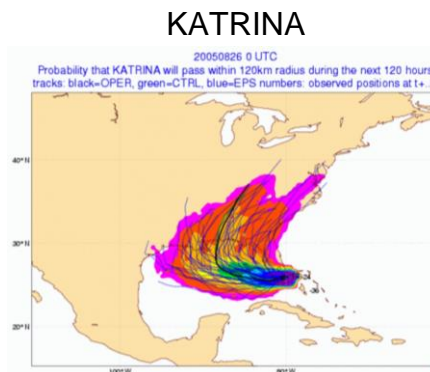 KATRINA
20050826 0 UTC
Probability that KATRINA will pass within 120km radius during the next 120 hours
tracks: black=OPER, green=CTRL, blue=EPS numbers: observed positions at t+..
40°N
30°N
20°N